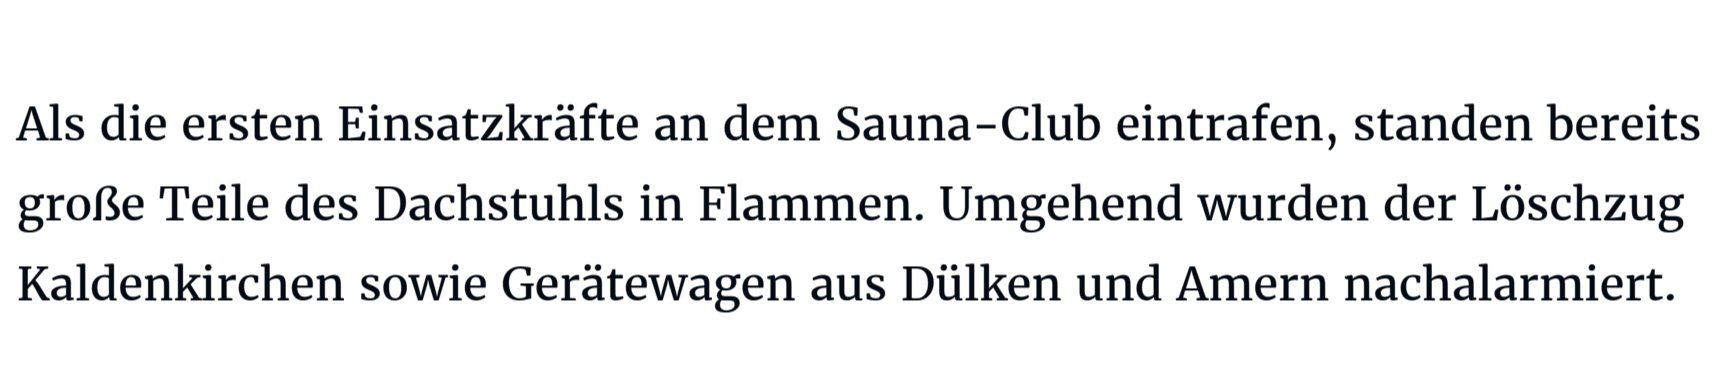 Als die ersten Einsatzkräfte an dem Sauna-Club eintrafen, standen bereits
große Teile des Dachstuhls in Flammen. Umgehend wurden der Löschzug
Kaldenkirchen sowie Gerätewagen aus Dülken und Amern nachalarmiert.